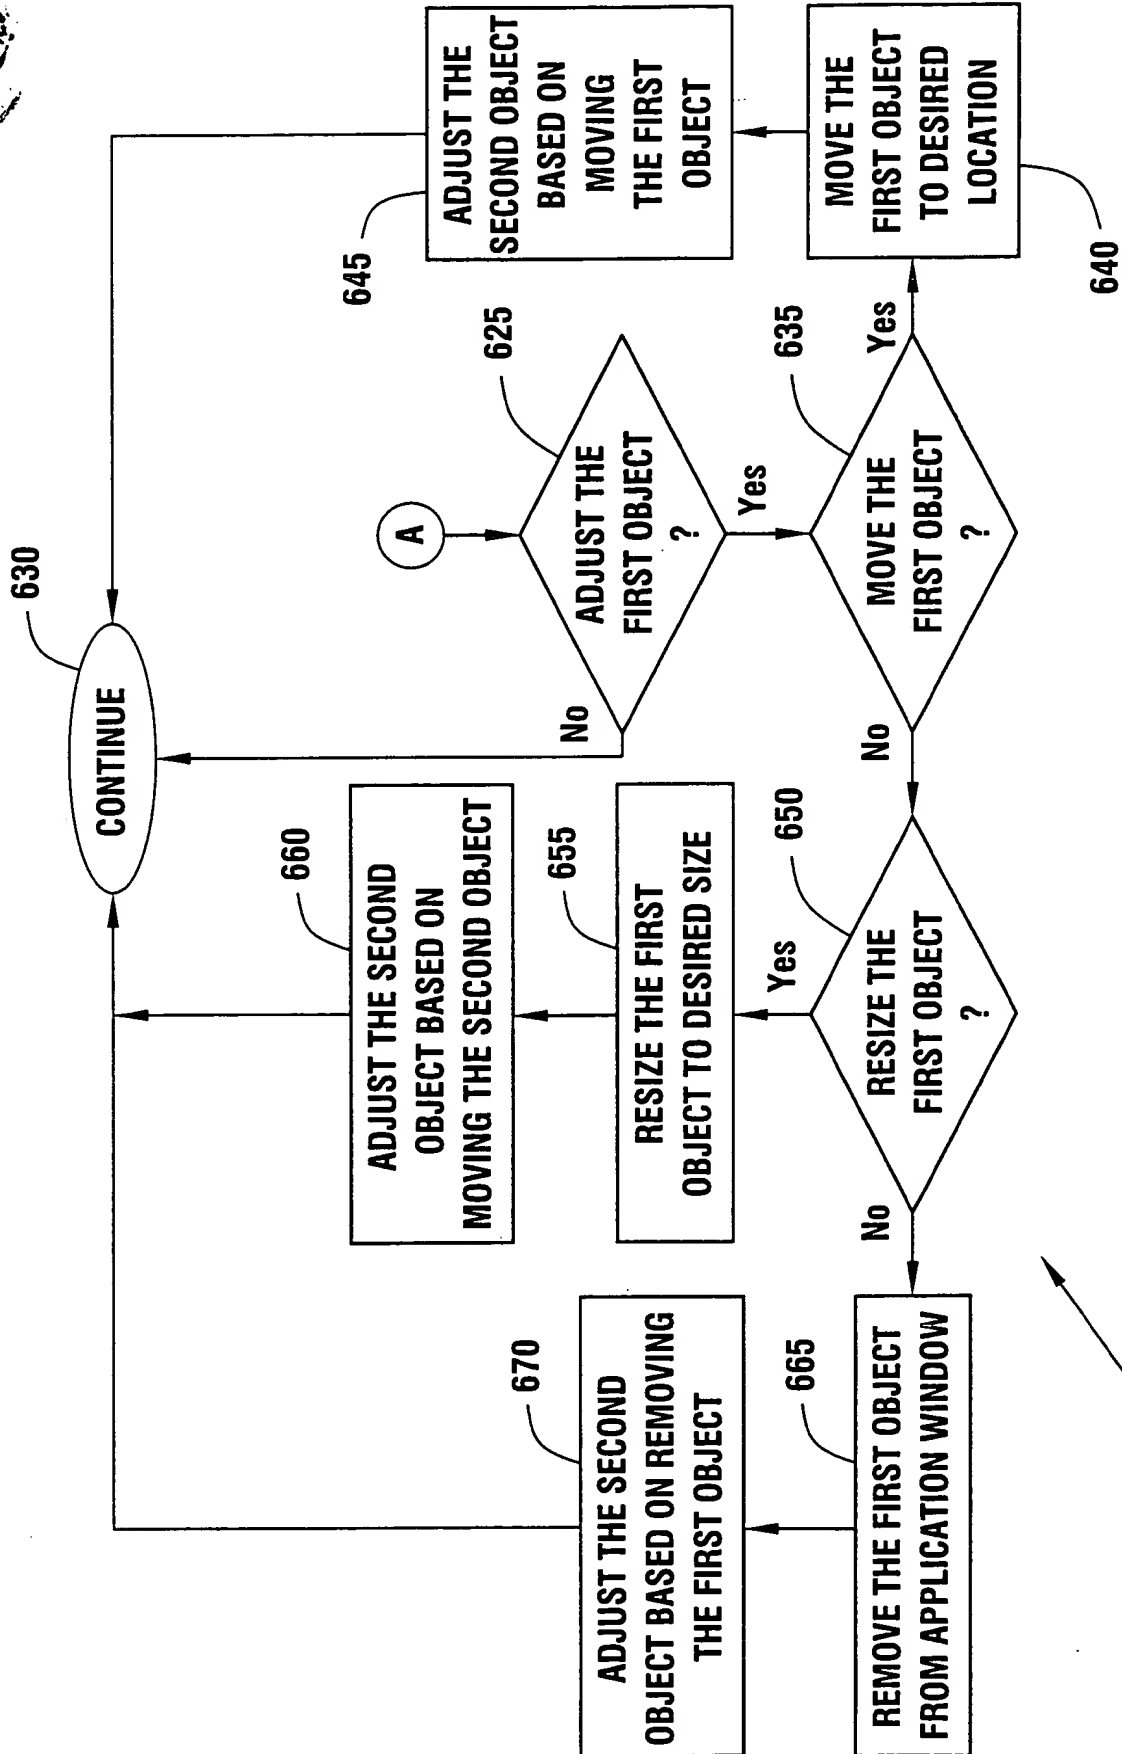 630
CONTINUE
A
ADJUST THE
FIRST OBJECT
?
625
No
Yes
MOVE THE
FIRST OBJECT
?
635
Yes
No
MOVE THE
FIRST OBJECT
TO DESIRED
LOCATION
640
ADJUST THE
SECOND OBJECT
BASED ON
MOVING
THE FIRST
OBJECT
645
RESIZE THE
FIRST OBJECT
?
650
Yes
No
RESIZE THE FIRST
OBJECT TO DESIRED SIZE
655
ADJUST THE SECOND
OBJECT BASED ON
MOVING THE SECOND OBJECT
660
REMOVE THE FIRST OBJECT
FROM APPLICATION WINDOW
665
ADJUST THE SECOND
OBJECT BASED ON REMOVING
THE FIRST OBJECT
670